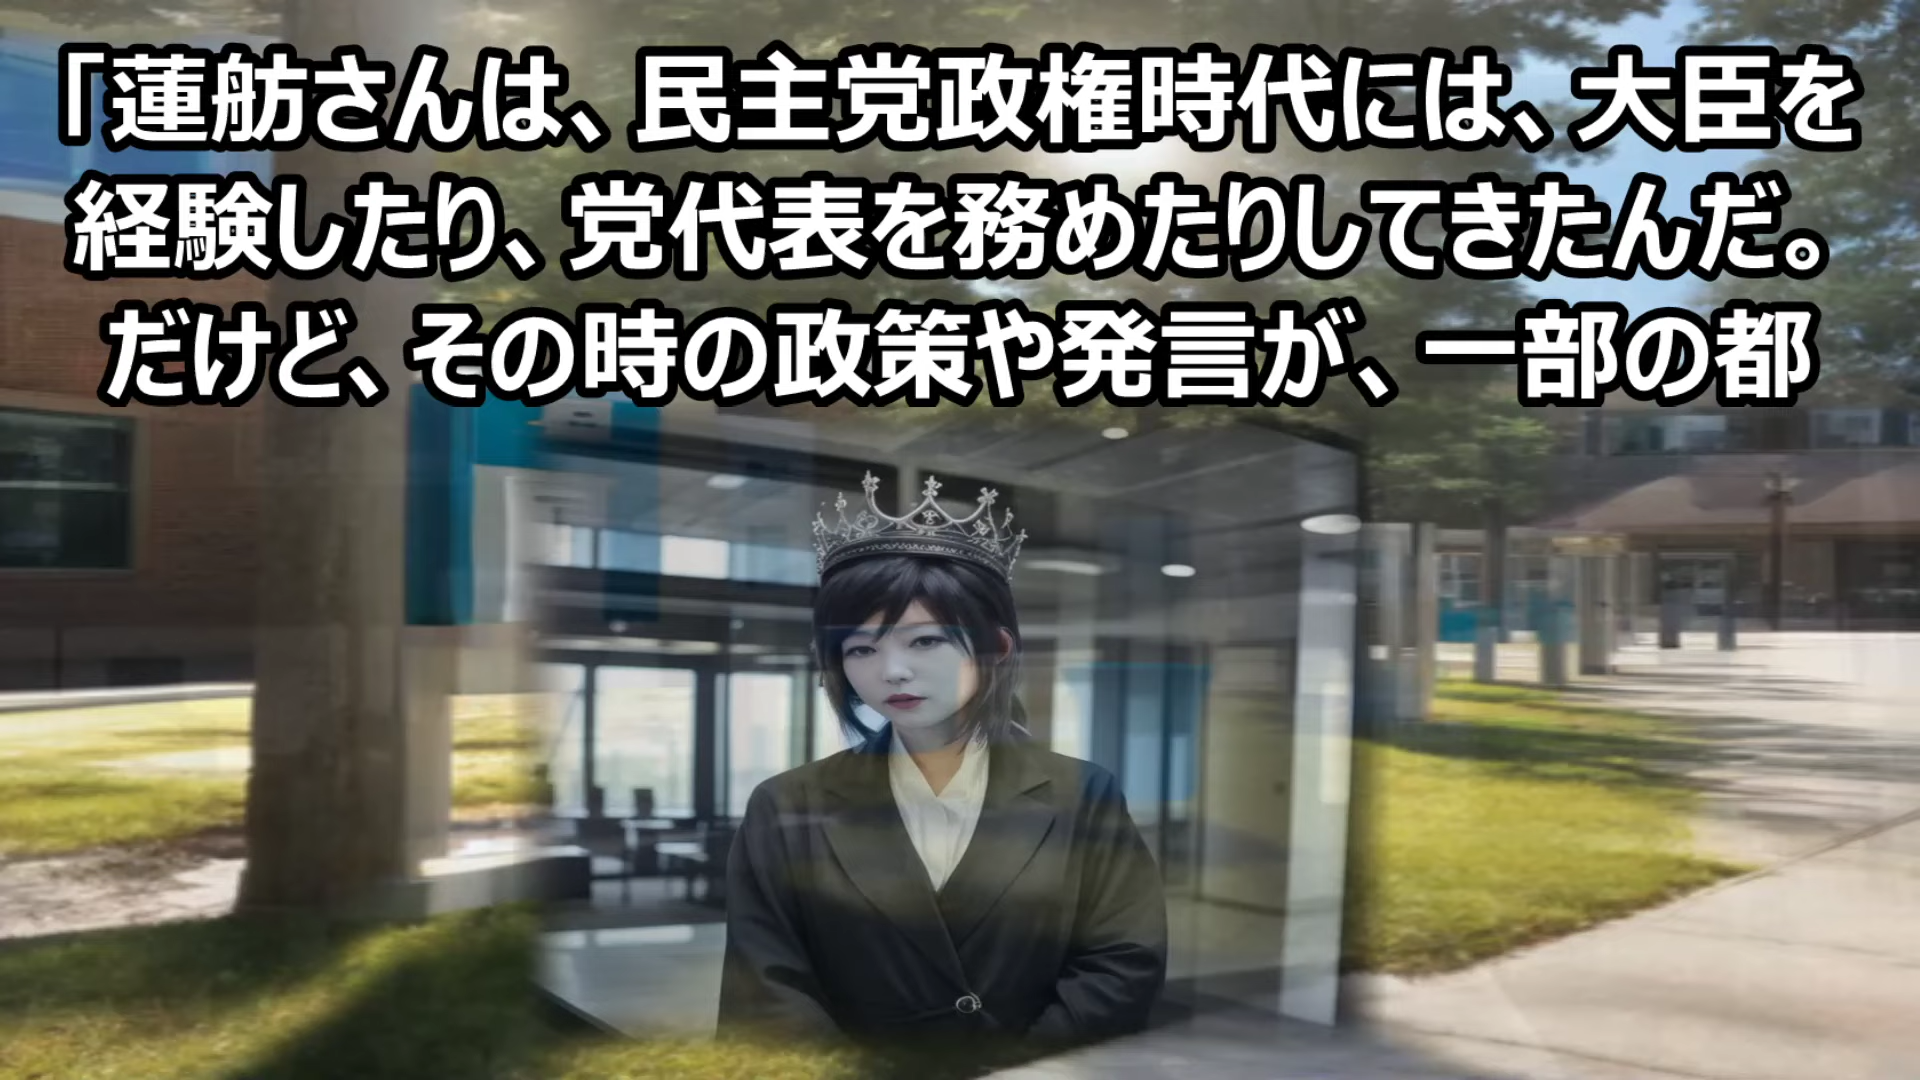 「蓮舫さんは、民主党政権時代には、大臣を
経験したり、党代表を務めたりしてきたんだ。
だけど、その時の政策や発言が、一部の都